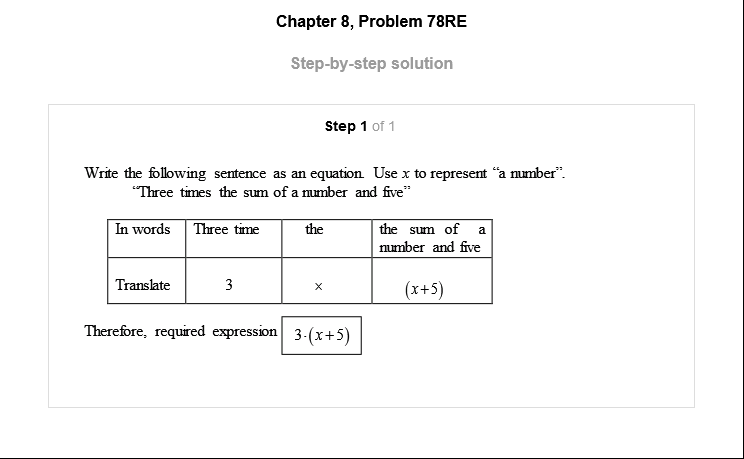 Chapter 8, Problem 78RE
Step-by-step solution
Step 1 of 1
Write the following sentence as an equation. Use x to represent “a number”.
“Three times the sum of a number and five”
In words Three time the the sum of a
number and five
Translate 3 × (x+5)
Therefore, required expression 3·(x+5)